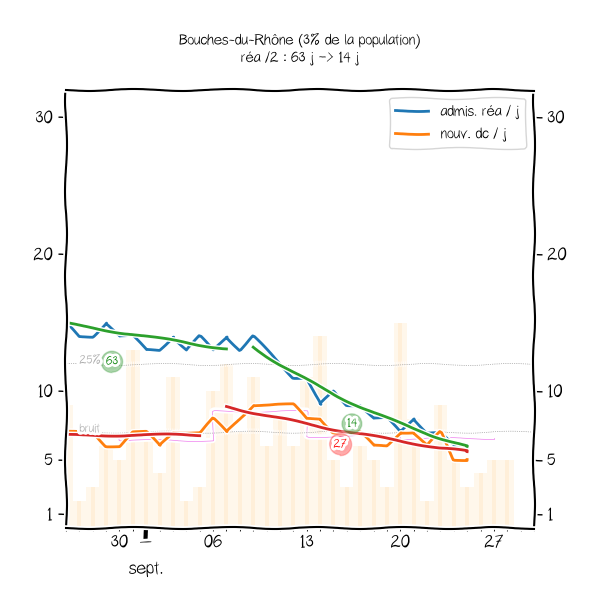 Bouches-du-Rhône (3% de la population)
réa /2 : 63 j -> 14 j
admis. réa / j
nouv. dc / j
30 30
20 20
25% 63
10 10
14
bruit
27
5 5
1 1
30 06 13 20 27
sept.